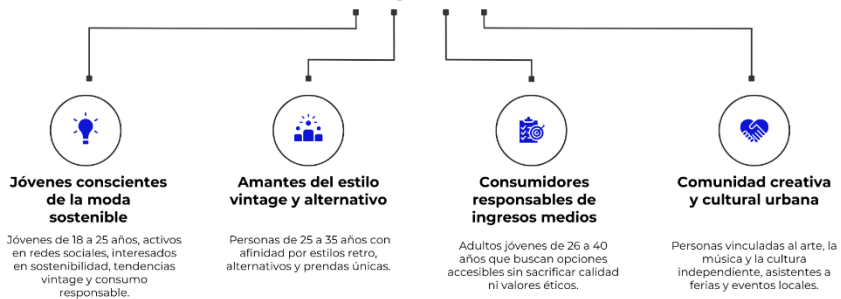 Jóvenes conscientes
de la moda
sostenible
Jóvenes de 18 a 25 años, activos
en redes sociales, interesados
en sostenibilidad, tendencias
vintage y consumo
responsable.
Amantes del estilo
vintage y alternativo
Personas de 25 a 35 años con
afinidad por estilos retro,
alternativos y prendas únicas.
Consumidores
responsables de
ingresos medios
Adultos jóvenes de 26 a 40
años que buscan opciones
accesibles sin sacrificar calidad
ni valores éticos.
Comunidad creativa
y cultural urbana
Personas vinculadas al arte, la
música y la cultura
independiente, asistentes a
ferias y eventos locales.